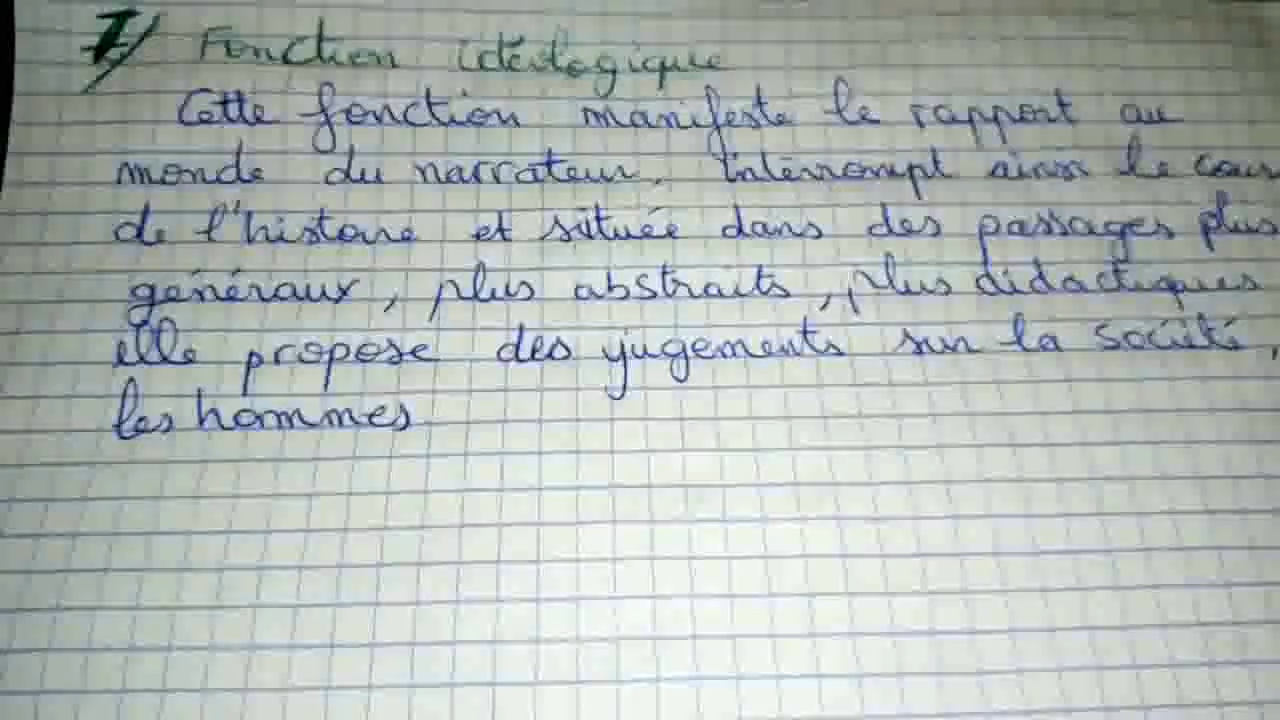 7/ Fonction idéologique
Cette fonction manifeste le rapport au
monde du narrateur. Interrompt ainsi le cour
de l'histoire et située dans des passages plus
généraux, plus abstraits, plus didactiques
elle propose des jugements sur la société,
les hommes